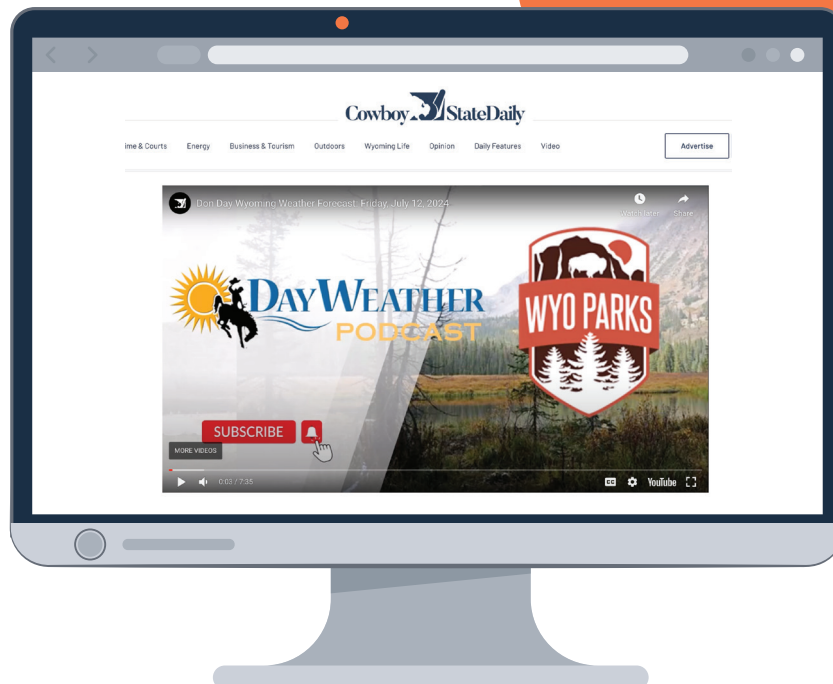 Cowboy StateDaily
ime & Courts Energy Business & Tourism Outdoors Wyoming Life Opinion Daily Features Video Advertise
Don Day Wyoming Weather Forecast: Friday, July 12, 2024
Watch later Share
DAYWEATHER
PODCAST
WYO PARKS
SUBSCRIBE
MORE VIDEOS
0:03 / 7:35
CC YouTube